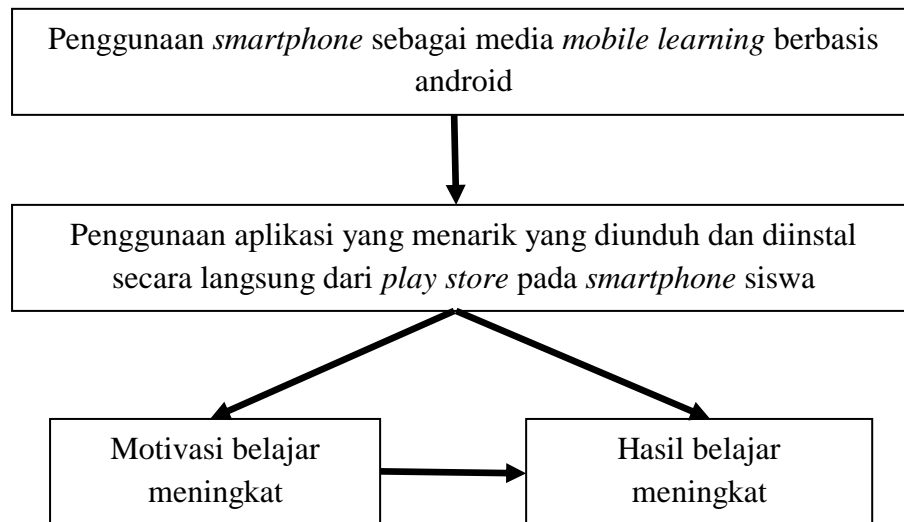 Penggunaan smartphone sebagai media mobile learning berbasis
android
Penggunaan aplikasi yang menarik yang diunduh dan diinstal
secara langsung dari play store pada smartphone siswa
Motivasi belajar
meningkat
Hasil belajar
meningkat